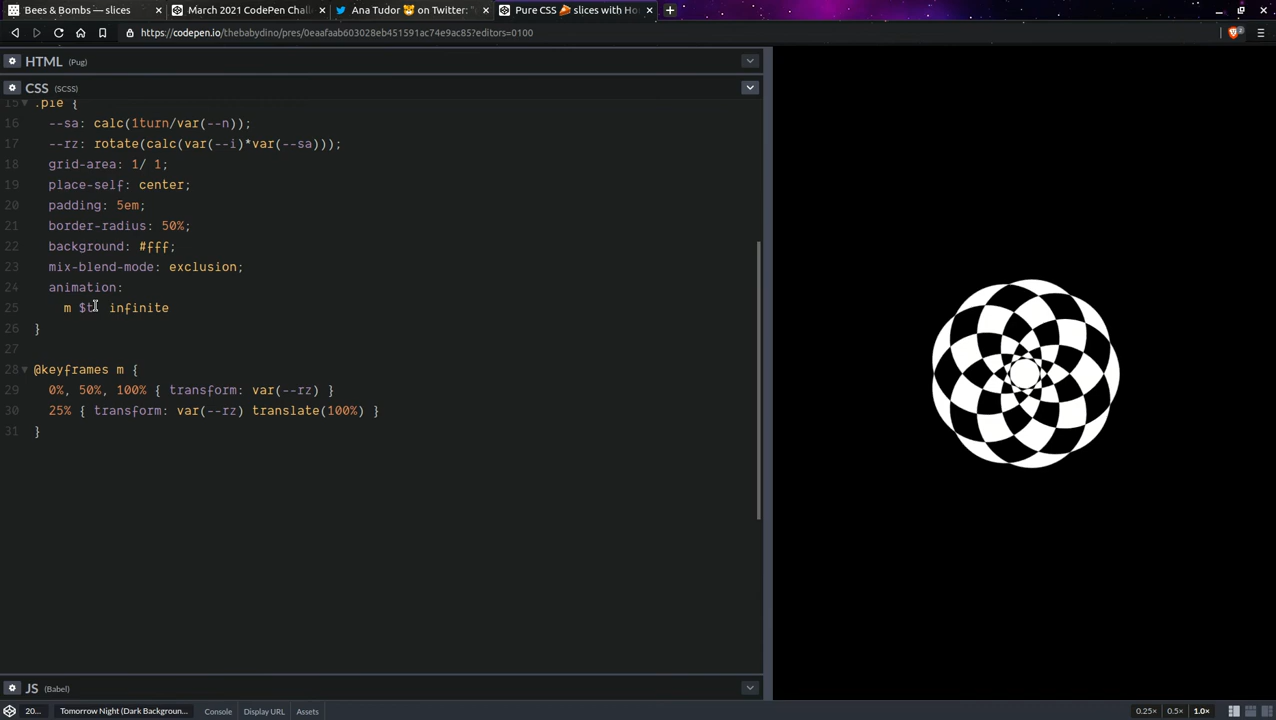 Bees & Bombs — slices
March 2021 CodePen Chall
Ana Tudor 🐯 on Twitter: "
Pure CSS 🍰 slices with Ho
https://codepen.io/thebabydino/pres/0eaafaab603028eb451591ac74e9ac85?editors=0100
2
HTML (Pug)
CSS (SCSS)
15 .pie {
16 --sa: calc(1turn/var(--n));
17 --rz: rotate(calc(var(--i)*var(--sa)));
18 grid-area: 1/ 1;
19 place-self: center;
20 padding: 5em;
21 border-radius: 50%;
22 background: #fff;
23 mix-blend-mode: exclusion;
24 animation:
25 m $t infinite
26 }
27
28 @keyframes m {
29 0%, 50%, 100% { transform: var(--rz) }
30 25% { transform: var(--rz) translate(100%) }
31 }
JS (Babel)
20... Tomorrow Night (Dark Backgroun... Console Display URL Assets 0.25× 0.5× 1.0×